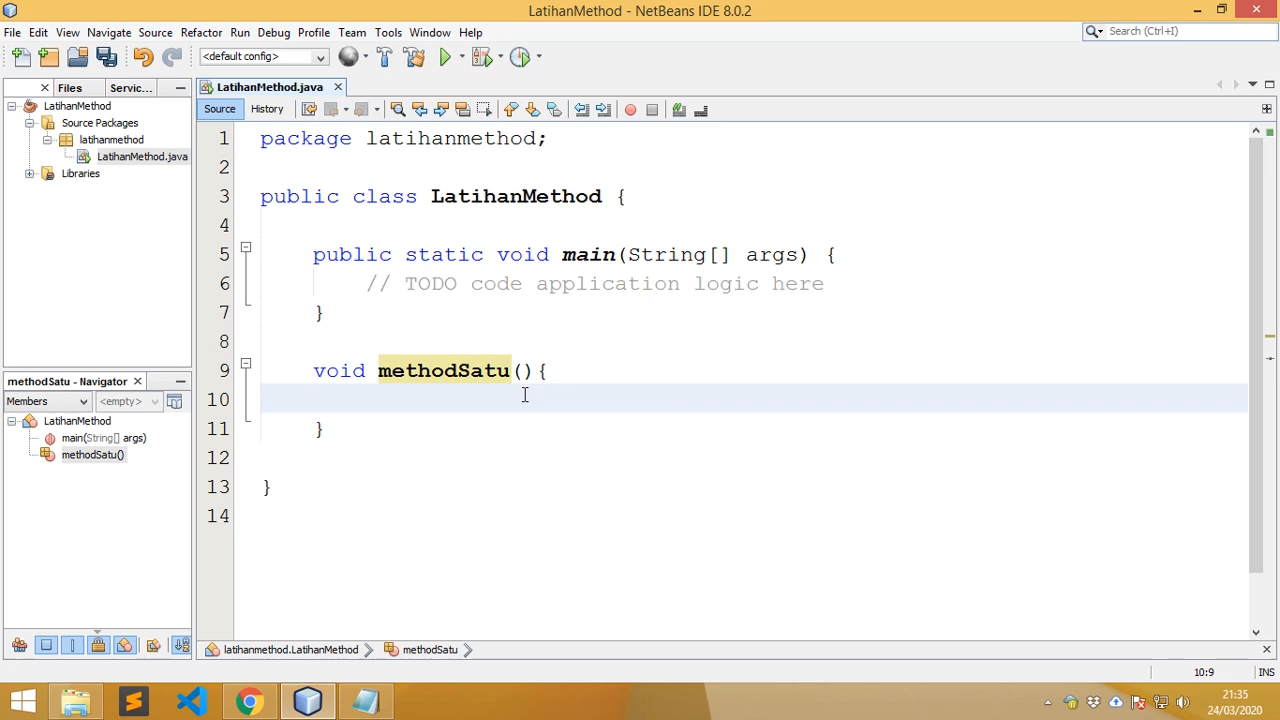 LatihanMethod - NetBeans IDE 8.0.2
File Edit View Navigate Source Refactor Run Debug Profile Team Tools Window Help
Search (Ctrl+I)
<default config>
Files Servic...
LatihanMethod.java
Source History
LatihanMethod
Source Packages
latihanmethod
LatihanMethod.java
Libraries
1 package latihanmethod;
2
3 public class LatihanMethod {
4
5 public static void main(String[] args) {
6 // TODO code application logic here
7 }
8
9 void methodSatu(){
10
11 }
12
13 }
14
methodSatu - Navigator
Members <empty>
LatihanMethod
main(String[] args)
methodSatu()
latihanmethod.LatihanMethod methodSatu
10:9 INS
21:35
24/03/2020